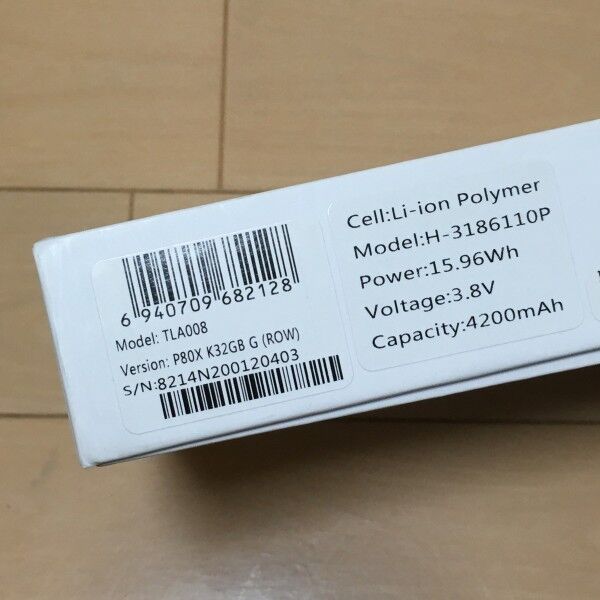 6 940709 682128
Model: TLA008
Version: P80X K32GB G (ROW)
S/N:8214N200120403
Cell:Li-ion Polymer
Model:H-3186110P
Power:15.96Wh
Voltage:3.8V
Capacity:4200mAh